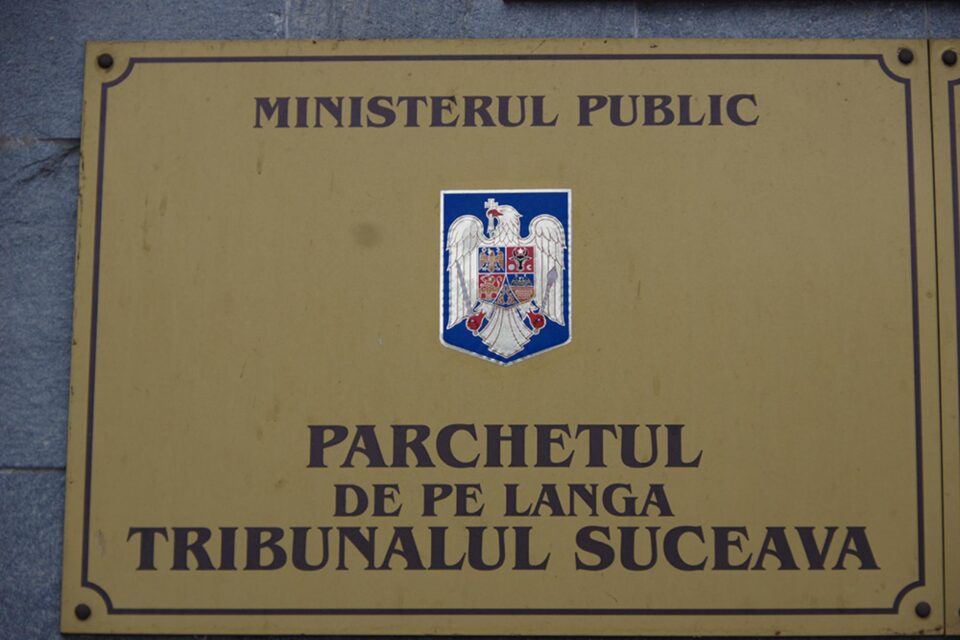 MINISTERUL PUBLIC
PARCHETUL
DE PE LANGA
TRIBUNALUL SUCEAVA